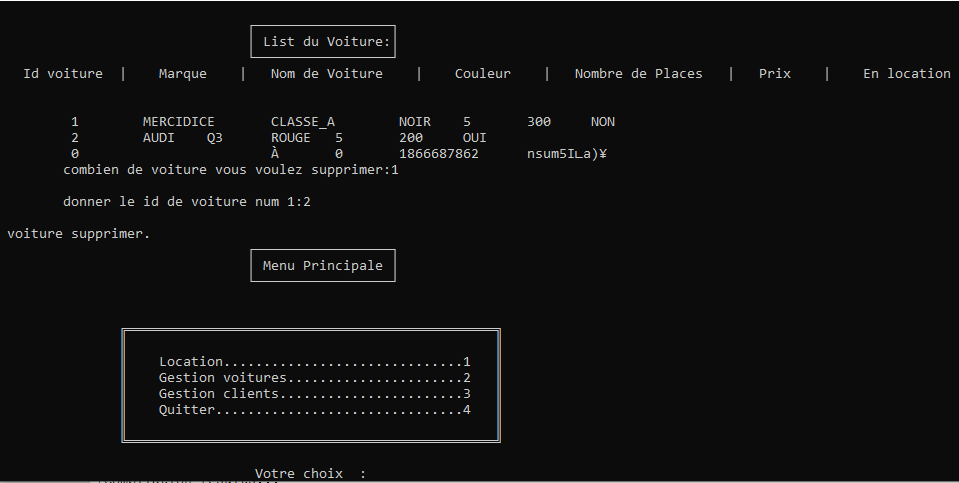 List du Voiture:
Id voiture | Marque | Nom de Voiture | Couleur | Nombre de Places | Prix | En location
1 MERCIDICE CLASSE_A NOIR 5 300 NON
2 AUDI Q3 ROUGE 5 200 OUI
0 À 0 1866687862 nsum5I⌙a)¥
combien de voiture vous voulez supprimer:1
donner le id de voiture num 1:2
voiture supprimer.
Menu Principale
Location..............................1
Gestion voitures......................2
Gestion clients.......................3
Quitter...............................4
Votre choix :